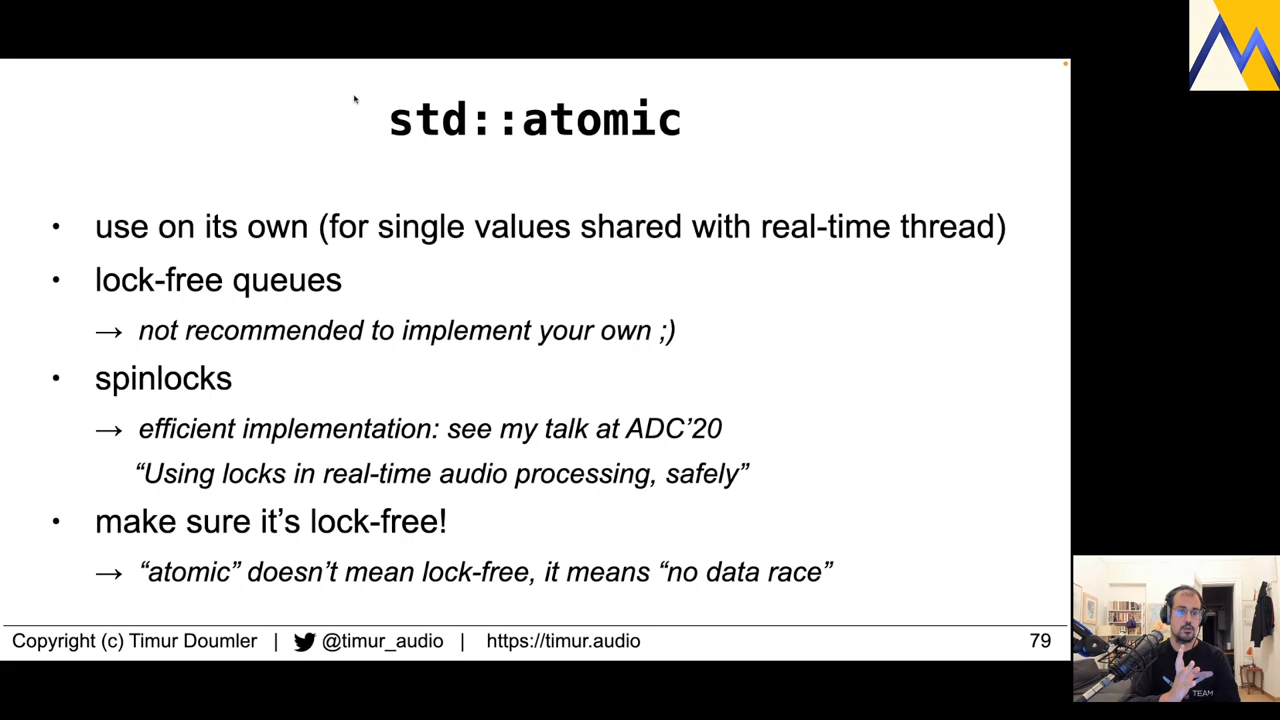 std::atomic
• use on its own (for single values shared with real-time thread)
• lock-free queues
→ not recommended to implement your own ;)
• spinlocks
→ efficient implementation: see my talk at ADC’20
“Using locks in real-time audio processing, safely”
• make sure it’s lock-free!
→ “atomic” doesn’t mean lock-free, it means “no data race”
Copyright (c) Timur Doumler | @timur_audio | https://timur.audio 79
TEAM